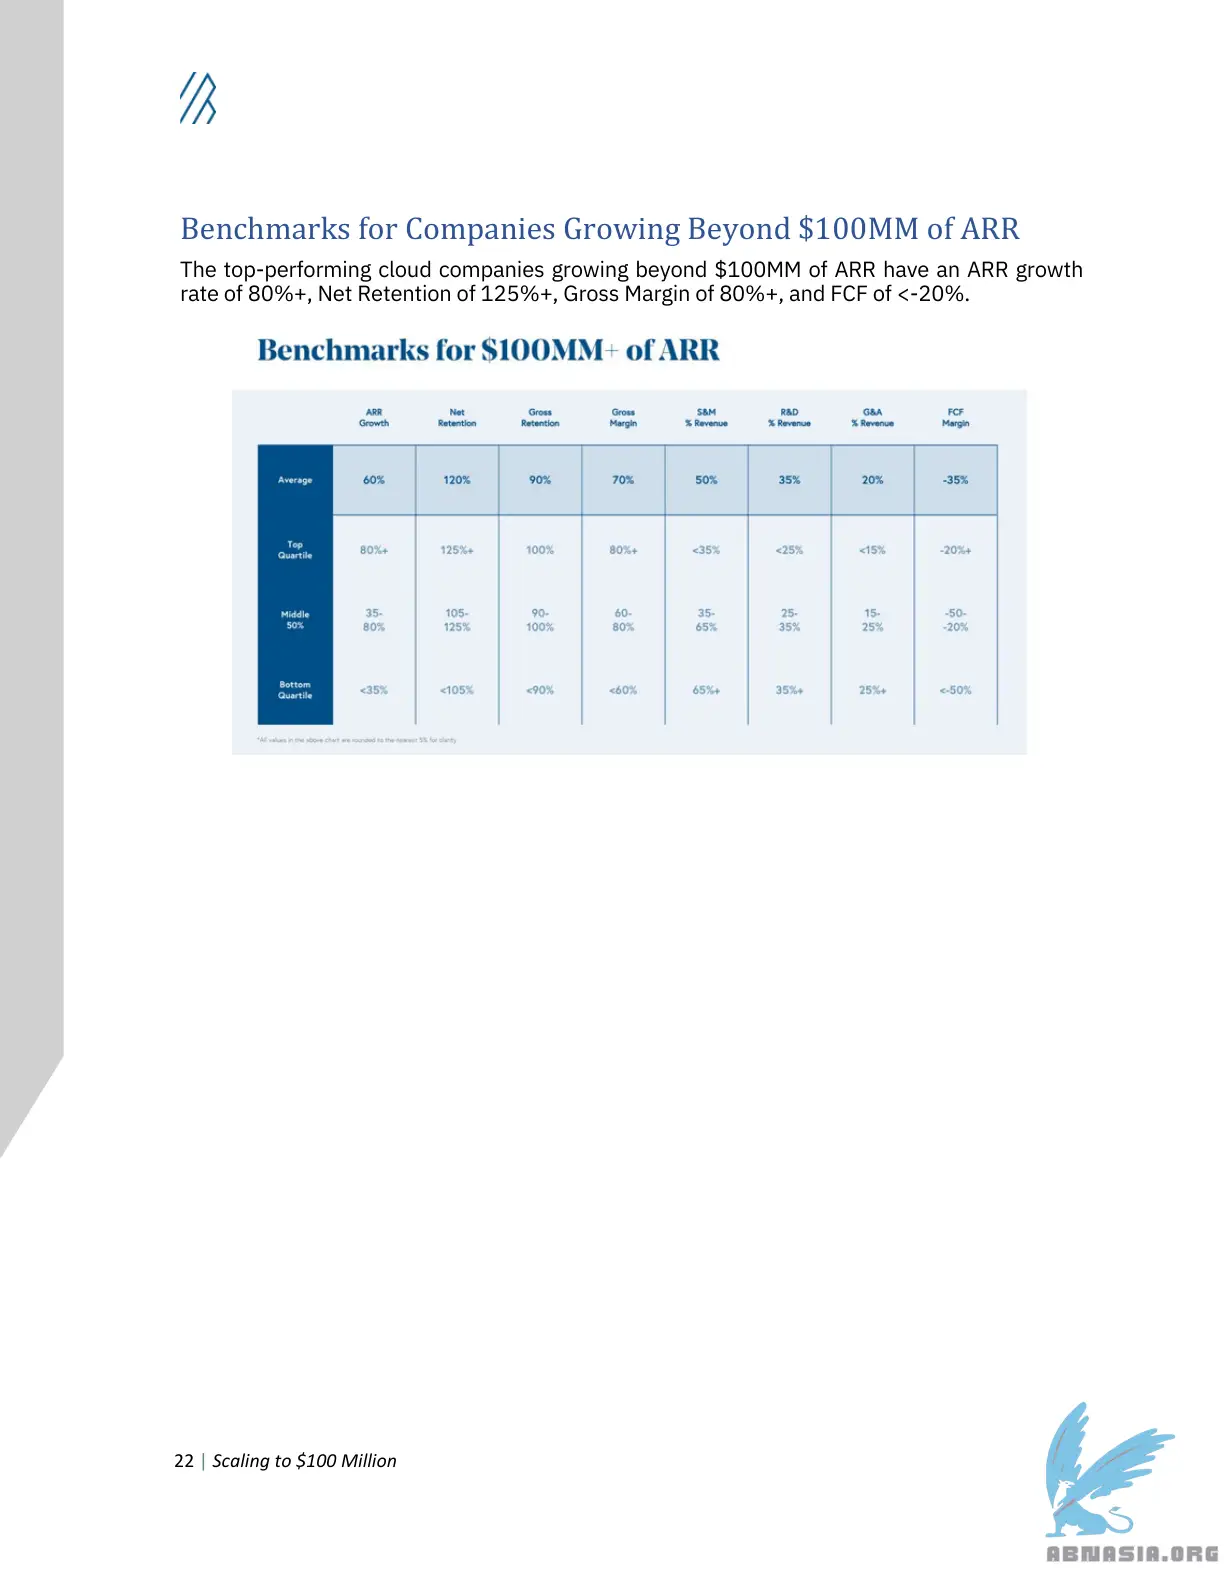 Benchmarks for Companies Growing Beyond $100MM of ARR
The top-performing cloud companies growing beyond $100MM of ARR have an ARR growth
rate of 80%+, Net Retention of 125%+, Gross Margin of 80%+, and FCF of <-20%.
Benchmarks for $100MM+ of ARR
ARR Growth Net Retention Gross Retention Gross Margin S&M % Revenue R&D % Revenue G&A % Revenue FCF Margin
Average 60% 120% 90% 70% 50% 35% 20% -35%
Top Quartile 80%+ 125%+ 100% 80%+ <35% <25% <15% -20%+
Middle 50% 35-80% 105-125% 90-100% 60-80% 35-65% 25-35% 15-25% -50--20%
Bottom Quartile <35% <105% <90% <60% 65%+ 35%+ 25%+ <-50%
*All values in the above chart are rounded to the nearest 5% for clarity
22 | Scaling to $100 Million
ABNASIA.ORG